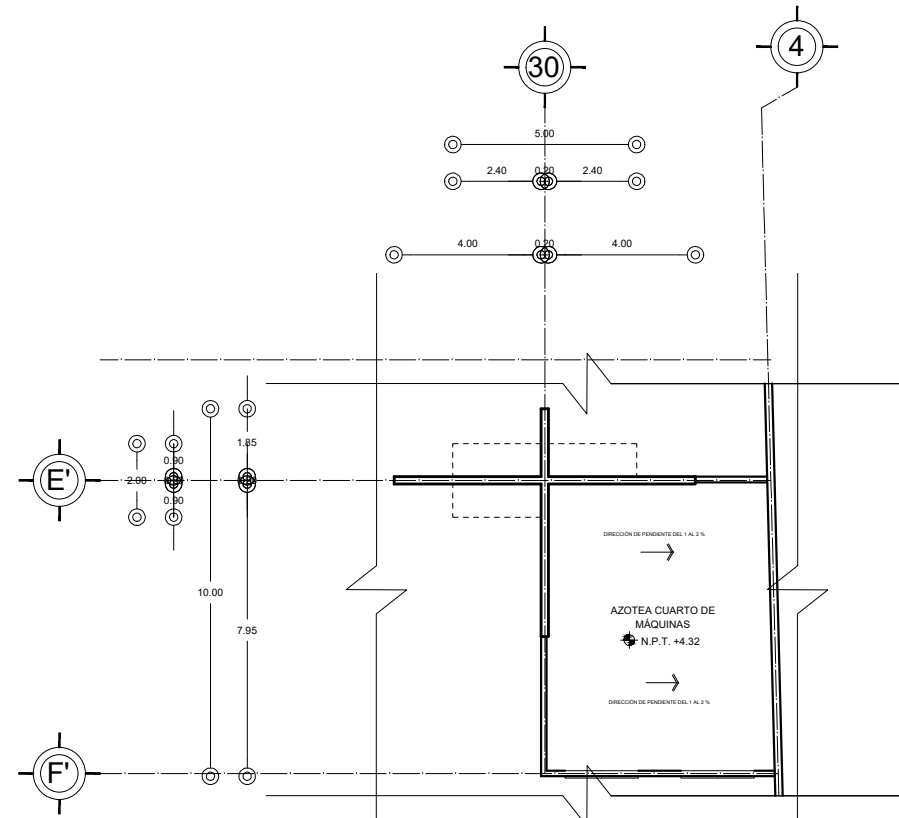 4
30
5.00
2.40 0.20 2.40
4.00 0.20 4.00
1.85
0.90
E'
2.00
0.90
DIRECCIÓN DE PENDIENTE DEL 1 AL 2 %
10.00
AZOTEA CUARTO DE
MÁQUINAS
7.95
N.P.T. +4.32
DIRECCIÓN DE PENDIENTE DEL 1 AL 2 %
F'